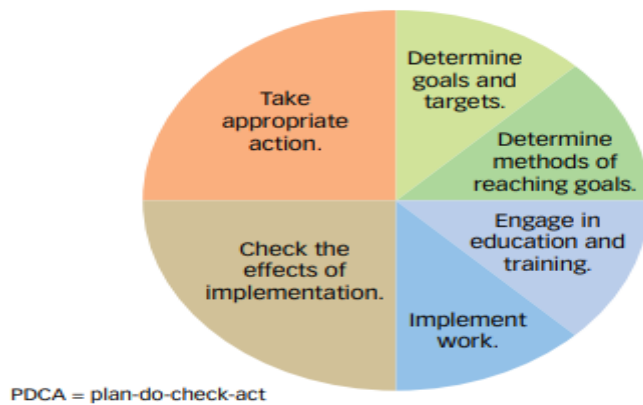 Determine
goals and
targets.
Determine
methods of
reaching goals.
Engage in
education and
training.
Implement
work.
Check the
effects of
implementation.
Take
appropriate
action.
PDCA = plan-do-check-act